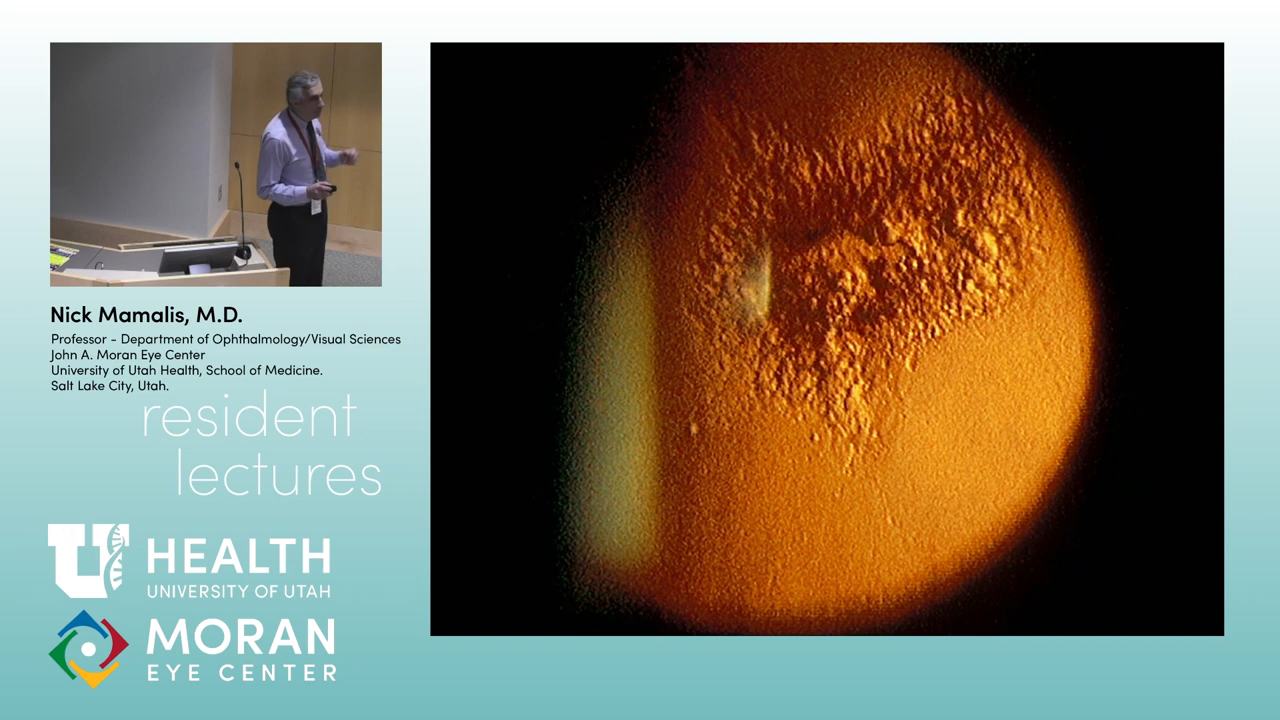 Nick Mamalis, M.D.
Professor - Department of Ophthalmology/Visual Sciences
John A. Moran Eye Center
University of Utah Health, School of Medicine.
Salt Lake City, Utah.
resident
lectures
U HEALTH
UNIVERSITY OF UTAH
MORAN
EYE CENTER